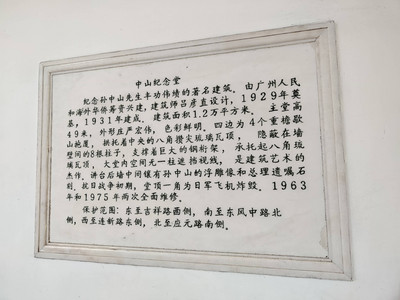 中山纪念堂
纪念孙中山先生丰功伟绩的著名建筑。由广州人民
和海外华侨筹资兴建，建筑师吕彦直设计，1929年奠
基，1931年建成。建筑面积1.2万平方米。主堂高
49米，外形庄严宏伟，色彩鲜明。四边为4个重檐歇
山抱厦，拱托着中央的八角攒尖琉璃瓦顶，隐蔽在墙
壁间的8根柱子，支撑着巨大的钢桁架，承托起八角琉
璃瓦顶，大堂内空间无一柱遮挡视线，是建筑艺术的
杰作。讲台后墙中间镶有孙中山的浮雕像和总理遗嘱石
刻。抗日战争初期，堂顶一角为日军飞机炸毁。1963
年和1975年两次全面维修。
保护范围：东至吉祥路西侧，南至东风中路北
侧，西至连新路东侧，北至应元路南侧。